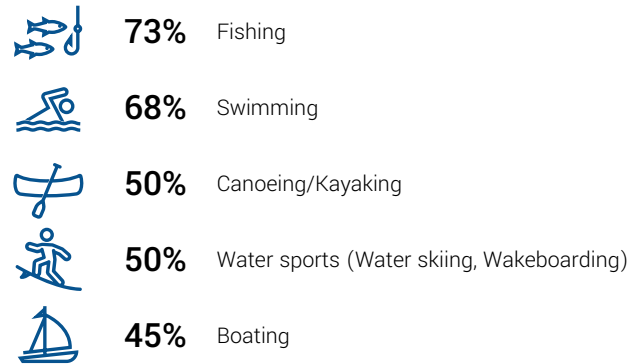 73% Fishing
68% Swimming
50% Canoeing/Kayaking
50% Water sports (Water skiing, Wakeboarding)
45% Boating